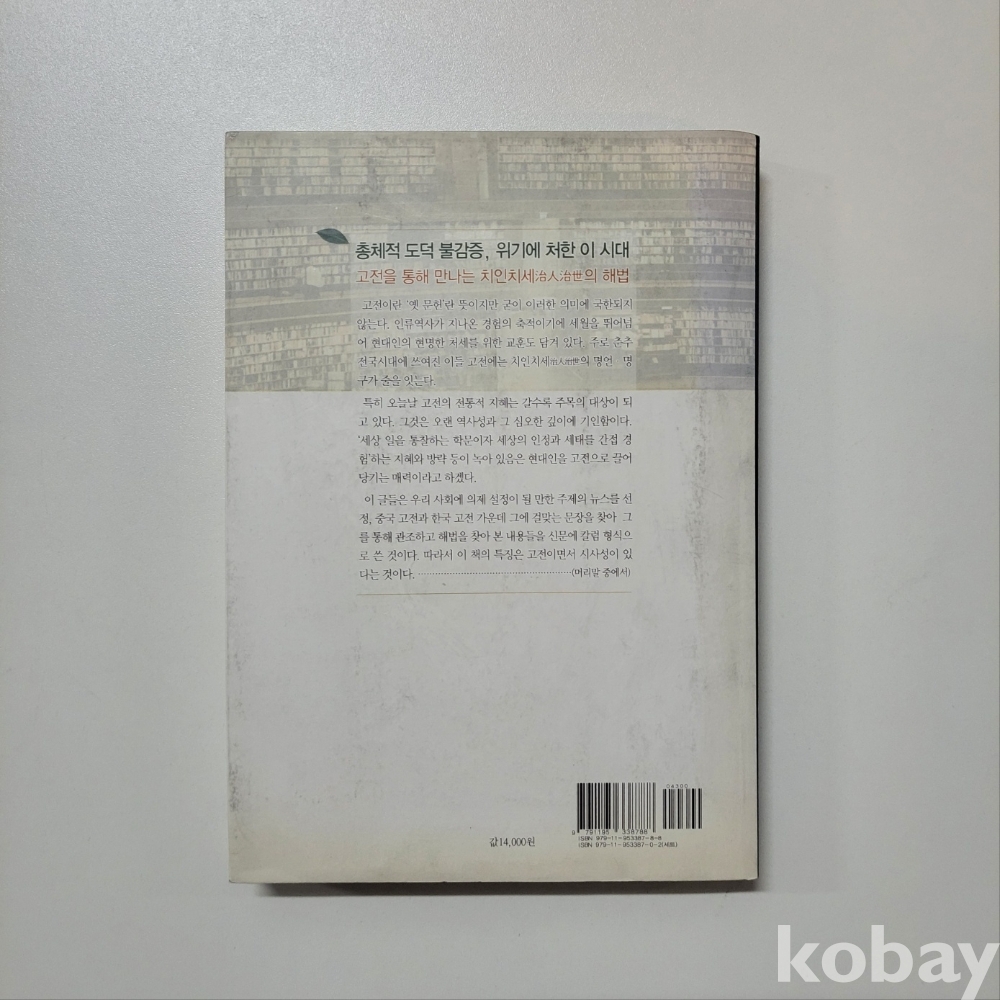 총체적 도덕 불감증, 위기에 처한 이 시대
고전을 통해 만나는 치인치세治人治世의 해법
고전이란 '옛 문헌'란 뜻이지만 굳이 이러한 의미에 국한되지
않는다. 인류역사가 지나온 경험의 축적이기에 세월을 뛰어넘
어 현대인의 현명한 처세를 위한 교훈도 담겨 있다. 주로 춘추
전국시대에 쓰여진 이들 고전에는 치인치세治人治世의 명언 명
구가 줄을 잇는다.
특히 오늘날 고전의 전통적 지혜는 갈수록 주목의 대상이 되
고 있다. 그것은 오랜 역사성과 그 심오한 깊이에 기인함이다.
'세상 일을 통찰하는 학문이자 세상의 인정과 세태를 간접 경
험'하는 지혜와 방략 등이 녹아 있음은 현대인을 고전으로 끌어
당기는 매력이라고 하겠다.
이 글들은 우리 사회에 의제 설정이 될 만한 주제의 뉴스를 선
정, 중국 고전과 한국 고전 가운데 그에 걸맞는 문장을 찾아 그
를 통해 관조하고 해법을 찾아 본 내용들을 신문에 칼럼 형식으
로 쓴 것이다. 따라서 이 책의 특징은 고전이면서 시사성이 있
다는 것이다. ········································(머리말 중에서)
04300
9 791195 338788
ISBN 979-11-953387-8-8
ISBN 979-11-953387-0-2(세트)
값14,000원
kobay